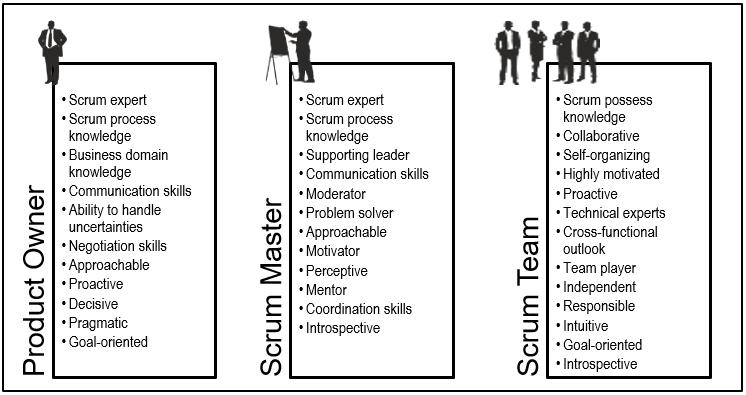 Product Owner
• Scrum expert
• Scrum process
knowledge
• Business domain
knowledge
• Communication skills
• Ability to handle
uncertainties
• Negotiation skills
• Approachable
• Proactive
• Decisive
• Pragmatic
• Goal-oriented
Scrum Master
• Scrum expert
• Scrum process
knowledge
• Supporting leader
• Communication skills
• Moderator
• Problem solver
• Approachable
• Motivator
• Perceptive
• Mentor
• Coordination skills
• Introspective
Scrum Team
• Scrum possess
knowledge
• Collaborative
• Self-organizing
• Highly motivated
• Proactive
• Technical experts
• Cross-functional
outlook
• Team player
• Independent
• Responsible
• Intuitive
• Goal-oriented
• Introspective